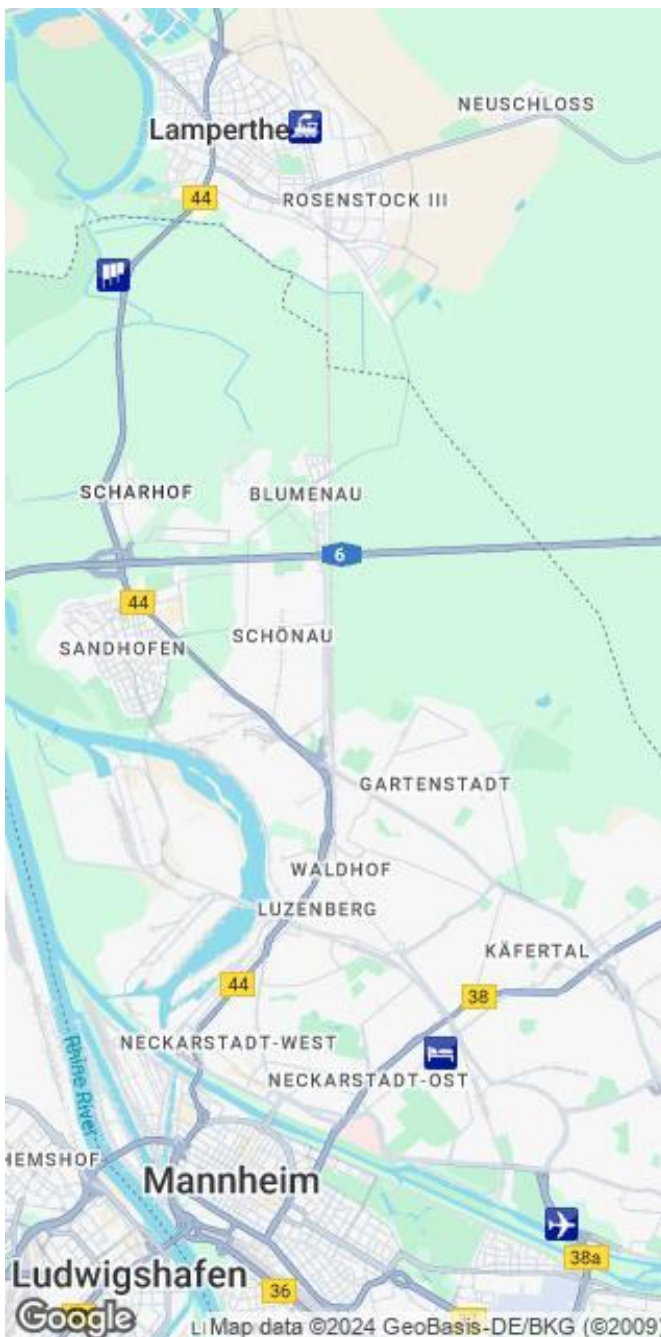 NEUSCHLOSS
Lamperthe
44
ROSENSTOCK III
SCHARHOF
BLUMENAU
6
44
SANDHOFEN
SCHÖNAU
GARTENSTADT
WALDHOF
LUZENBERG
KÄFERTAL
44
38
NECKARSTADT-WEST
Rhine River
NECKARSTADT-OST
HEMSHOF
Mannheim
38a
Ludwigshafen
36
Google
Map data ©2024 GeoBasis-DE/BKG (©2009)